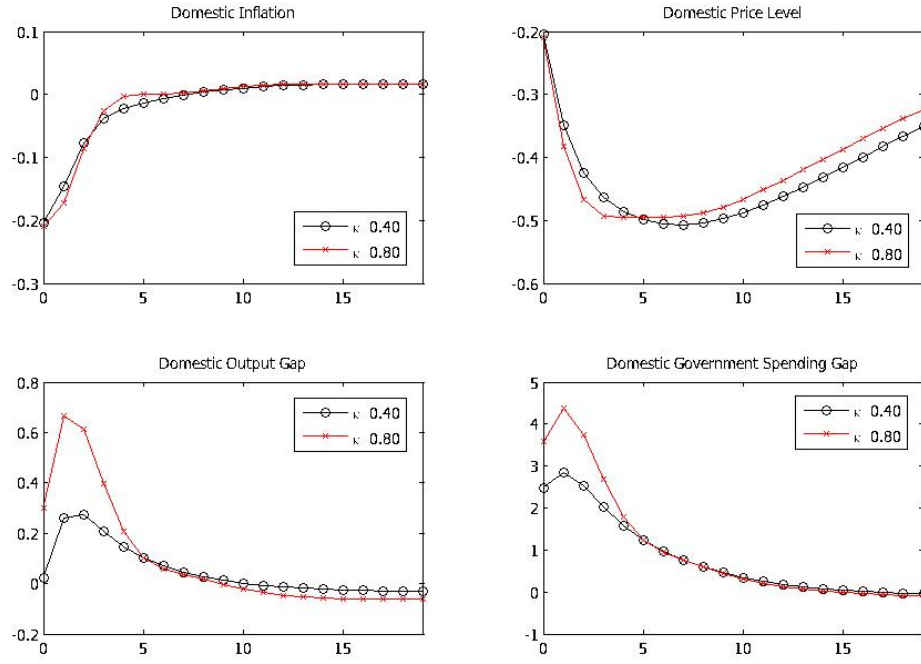 Domestic Inflation
0.1
0
-0.1
-0.2
-0.3
0 5 10 15
κ 0.40
κ 0.80
Domestic Price Level
-0.2
-0.3
-0.4
-0.5
-0.6
0 5 10 15
κ 0.40
κ 0.80
Domestic Output Gap
0.8
0.6
0.4
0.2
0
-0.2
0 5 10 15
κ 0.40
κ 0.80
Domestic Government Spending Gap
5
4
3
2
1
0
-1
0 5 10 15
κ 0.40
κ 0.80